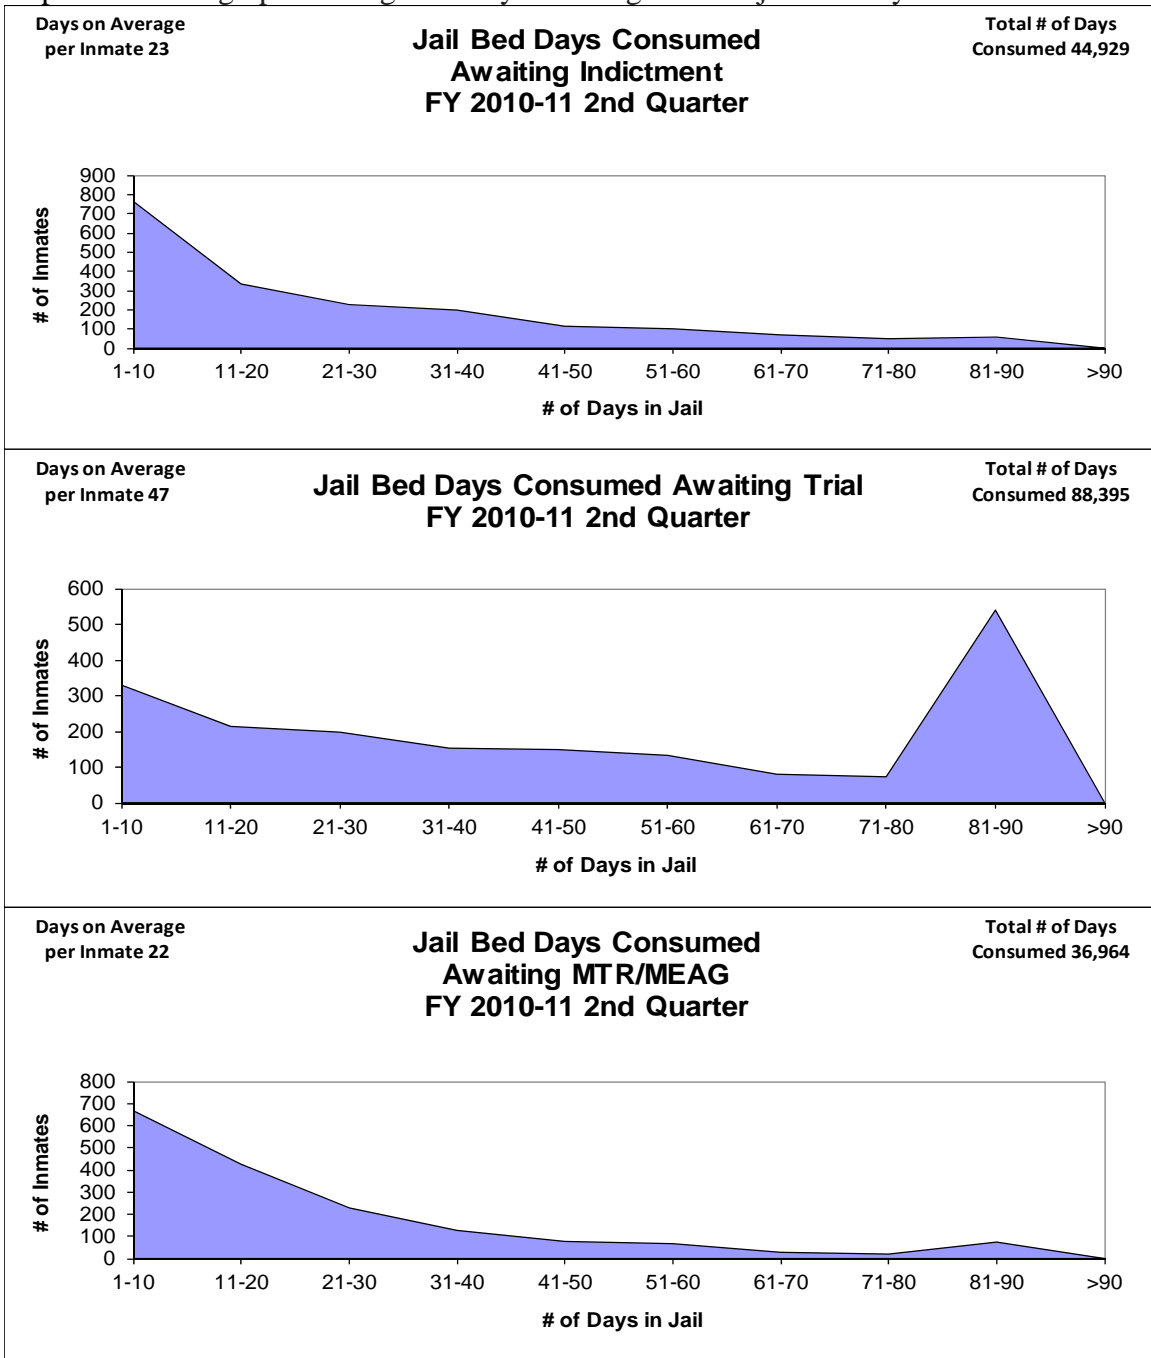 Days on Average
per Inmate 23
Jail Bed Days Consumed
Awaiting Indictment
FY 2010-11 2nd Quarter
Total # of Days
Consumed 44,929
# of Inmates
900
800
700
600
500
400
300
200
100
0
1-10 11-20 21-30 31-40 41-50 51-60 61-70 71-80 81-90 >90
# of Days in Jail
Days on Average
per Inmate 47
Jail Bed Days Consumed Awaiting Trial
FY 2010-11 2nd Quarter
Total # of Days
Consumed 88,395
# of Inmates
600
500
400
300
200
100
0
1-10 11-20 21-30 31-40 41-50 51-60 61-70 71-80 81-90 >90
# of Days in Jail
Days on Average
per Inmate 22
Jail Bed Days Consumed
Awaiting MTR/MEAG
FY 2010-11 2nd Quarter
Total # of Days
Consumed 36,964
# of Inmates
800
700
600
500
400
300
200
100
0
1-10 11-20 21-30 31-40 41-50 51-60 61-70 71-80 81-90 >90
# of Days in Jail